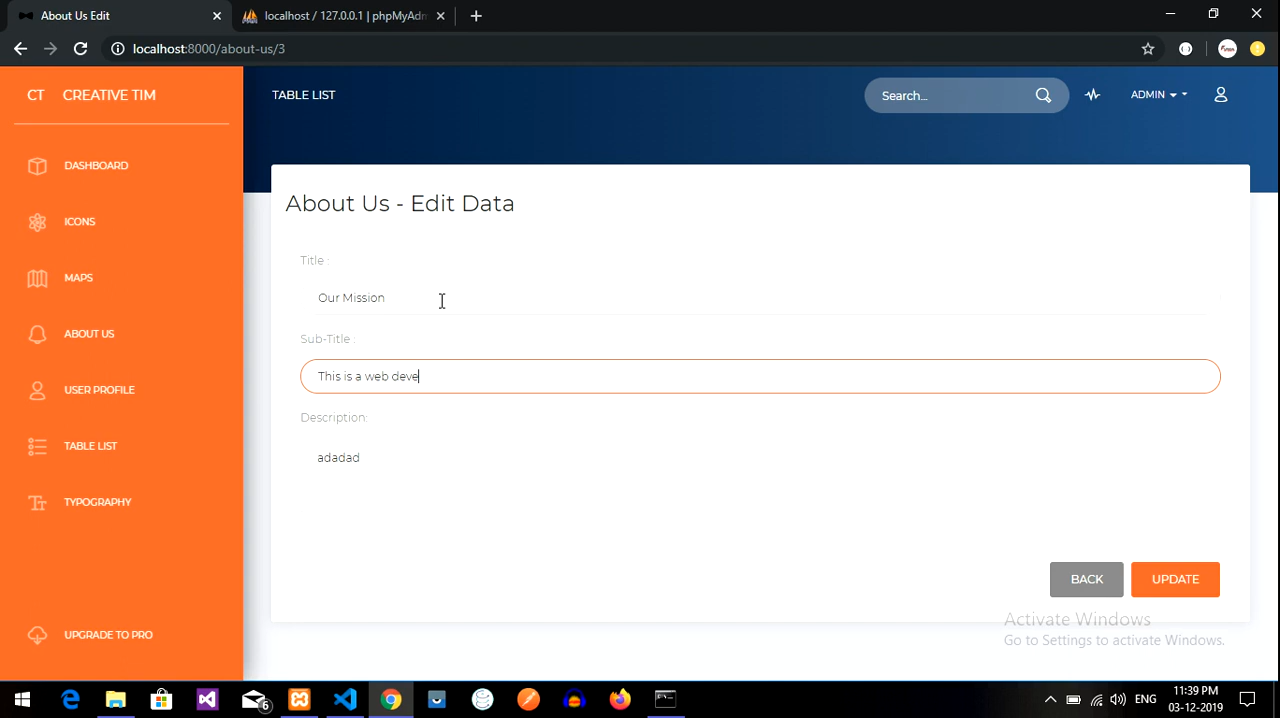 About Us Edit
localhost / 127.0.0.1 | phpMyAdm
localhost:8000/about-us/3
CT CREATIVE TIM
TABLE LIST
Search...
ADMIN
DASHBOARD
ICONS
MAPS
ABOUT US
USER PROFILE
TABLE LIST
TYPOGRAPHY
UPGRADE TO PRO
About Us - Edit Data
Title :
Our Mission
Sub-Title :
This is a web deve
Description:
adadad
BACK
UPDATE
Activate Windows
Go to Settings to activate Windows.
6
ENG
11:39 PM
03-12-2019